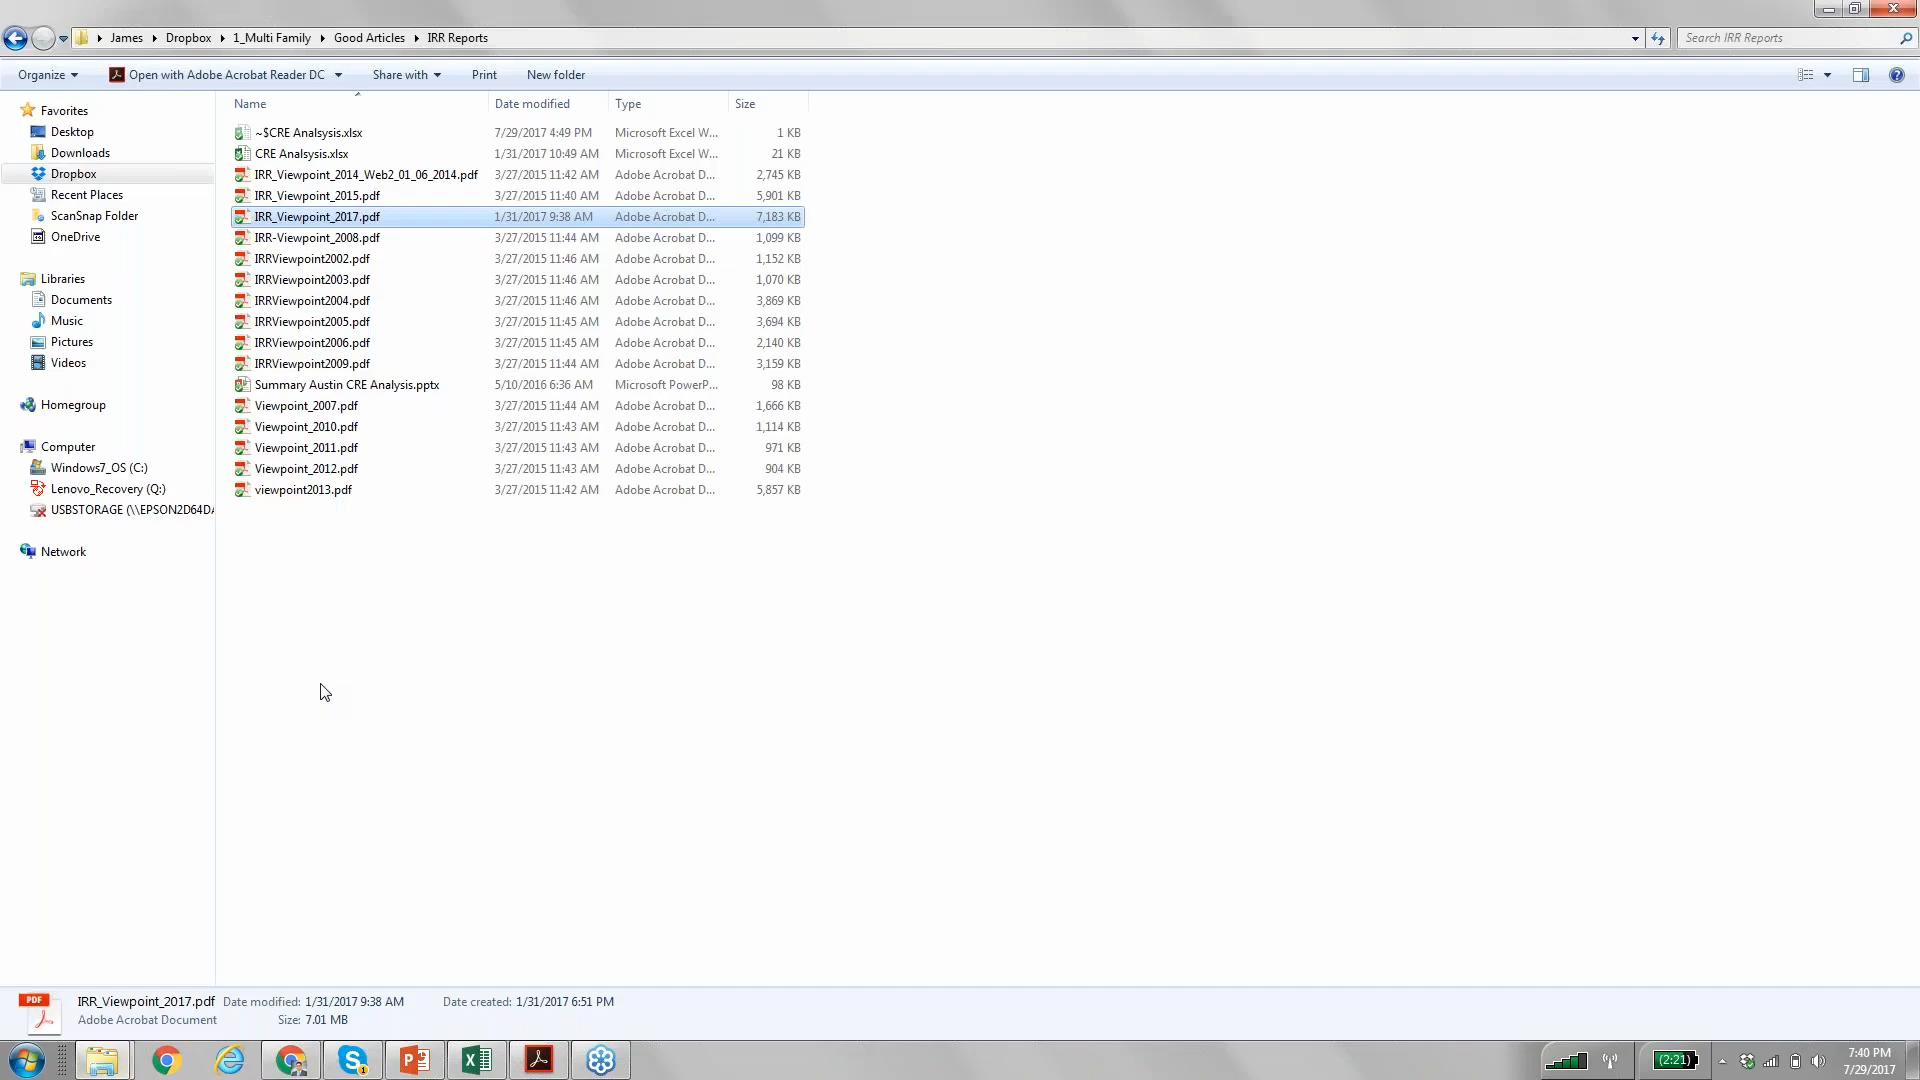 James ▸ Dropbox ▸ 1_Multi Family ▸ Good Articles ▸ IRR Reports
Search IRR Reports
Organize Open with Adobe Acrobat Reader DC Share with Print New folder
Name Date modified Type Size
Favorites
Desktop
Downloads
Dropbox
Recent Places
ScanSnap Folder
OneDrive
Libraries
Documents
Music
Pictures
Videos
Homegroup
Computer
Windows7_OS (C:)
Lenovo_Recovery (Q:)
USBSTORAGE (\\EPSON2D64DA
Network
~$CRE Analsysis.xlsx 7/29/2017 4:49 PM Microsoft Excel W... 1 KB
CRE Analsysis.xlsx 1/31/2017 10:49 AM Microsoft Excel W... 21 KB
IRR_Viewpoint_2014_Web2_01_06_2014.pdf 3/27/2015 11:42 AM Adobe Acrobat D... 2,745 KB
IRR_Viewpoint_2015.pdf 3/27/2015 11:40 AM Adobe Acrobat D... 5,901 KB
IRR_Viewpoint_2017.pdf 1/31/2017 9:38 AM Adobe Acrobat D... 7,183 KB
IRR-Viewpoint_2008.pdf 3/27/2015 11:44 AM Adobe Acrobat D... 1,099 KB
IRRViewpoint2002.pdf 3/27/2015 11:46 AM Adobe Acrobat D... 1,152 KB
IRRViewpoint2003.pdf 3/27/2015 11:46 AM Adobe Acrobat D... 1,070 KB
IRRViewpoint2004.pdf 3/27/2015 11:46 AM Adobe Acrobat D... 3,869 KB
IRRViewpoint2005.pdf 3/27/2015 11:45 AM Adobe Acrobat D... 3,694 KB
IRRViewpoint2006.pdf 3/27/2015 11:45 AM Adobe Acrobat D... 2,140 KB
IRRViewpoint2009.pdf 3/27/2015 11:44 AM Adobe Acrobat D... 3,159 KB
Summary Austin CRE Analysis.pptx 5/10/2016 6:36 AM Microsoft PowerP... 98 KB
Viewpoint_2007.pdf 3/27/2015 11:44 AM Adobe Acrobat D... 1,666 KB
Viewpoint_2010.pdf 3/27/2015 11:43 AM Adobe Acrobat D... 1,114 KB
Viewpoint_2011.pdf 3/27/2015 11:43 AM Adobe Acrobat D... 971 KB
Viewpoint_2012.pdf 3/27/2015 11:43 AM Adobe Acrobat D... 904 KB
viewpoint2013.pdf 3/27/2015 11:42 AM Adobe Acrobat D... 5,857 KB
PDF
IRR_Viewpoint_2017.pdf Date modified: 1/31/2017 9:38 AM Date created: 1/31/2017 6:51 PM
Adobe Acrobat Document Size: 7.01 MB
(2:21)
7:40 PM
7/29/2017